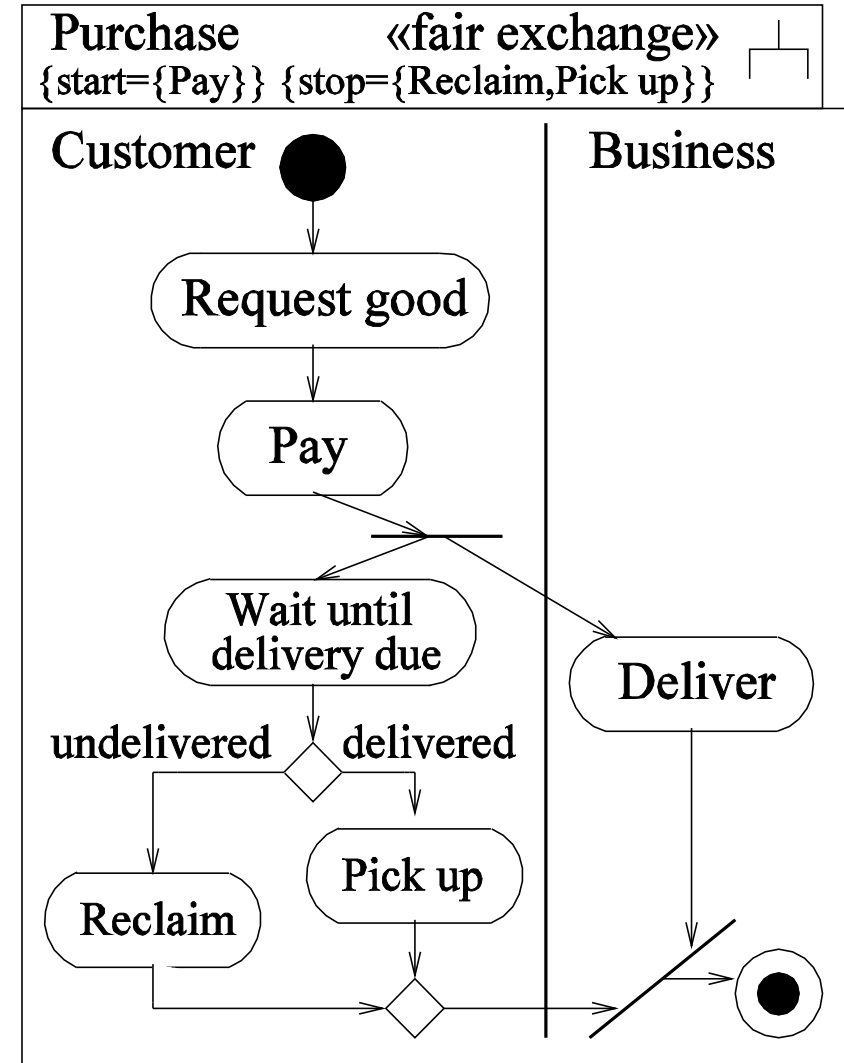 Purchase «fair exchange»
{start={Pay}} {stop={Reclaim,Pick up}}
Customer
Business
Request good
Pay
Wait until
delivery due
Deliver
undelivered
delivered
Pick up
Reclaim